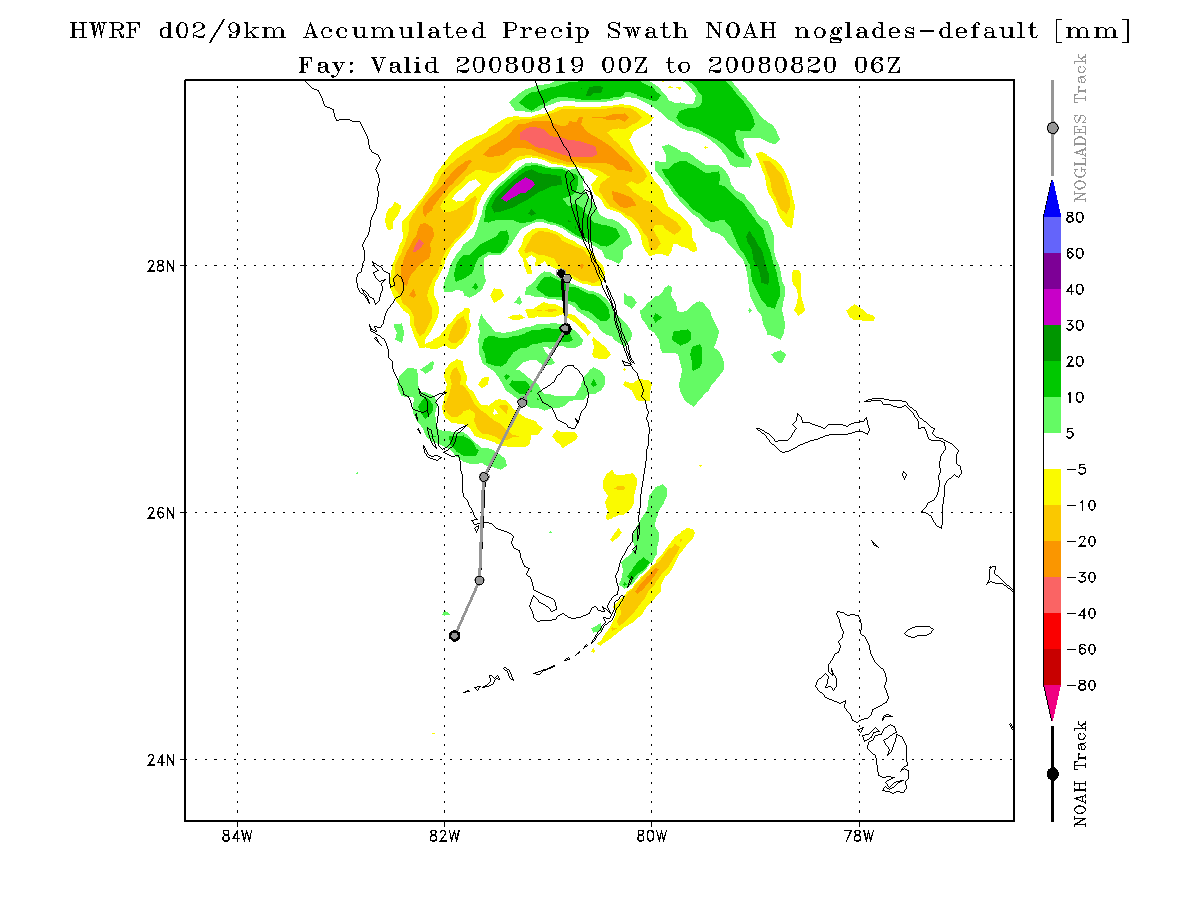 HWRF d02/9km Accumulated Precip Swath NOAH noglades-default [mm]
Fay: Valid 20080819 00Z to 20080820 06Z
NOGLADES Track
80
60
40
30
20
10
5
-5
-10
-20
-30
-40
-60
-80
NOAH Track
28N
26N
24N
84W
82W
80W
78W